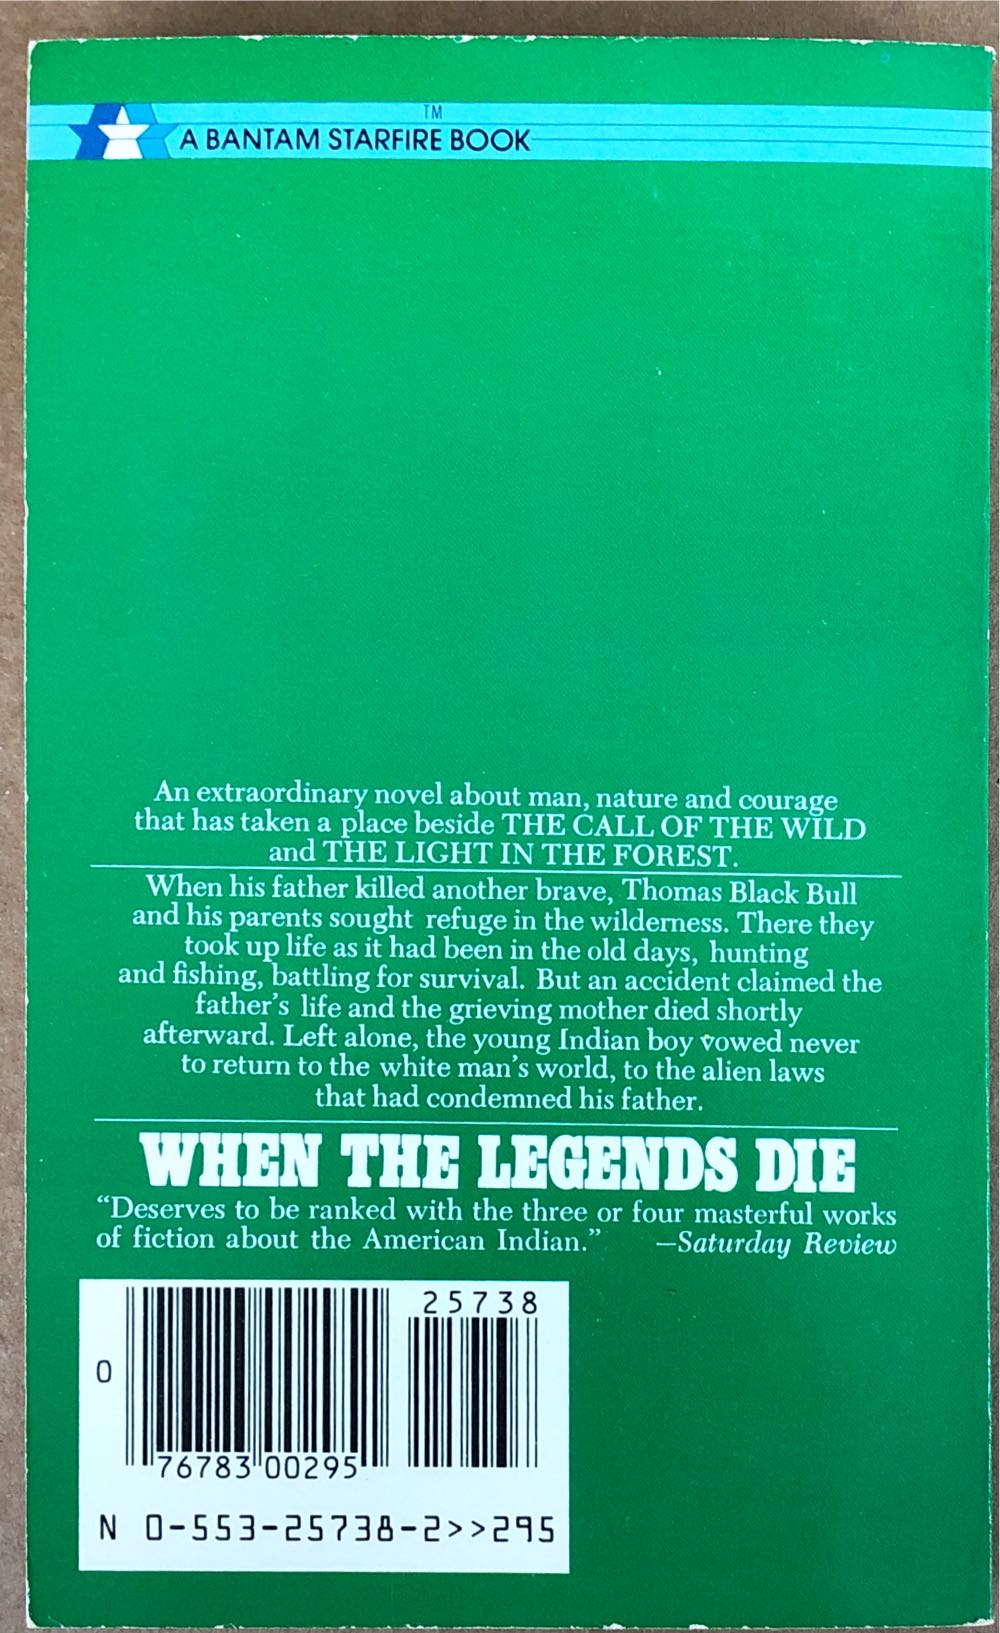 TM
A BANTAM STARFIRE BOOK
An extraordinary novel about man, nature and courage
that has taken a place beside THE CALL OF THE WILD
and THE LIGHT IN THE FOREST.
When his father killed another brave, Thomas Black Bull
and his parents sought refuge in the wilderness. There they
took up life as it had been in the old days, hunting
and fishing, battling for survival. But an accident claimed the
father's life and the grieving mother died shortly
afterward. Left alone, the young Indian boy vowed never
to return to the white man's world, to the alien laws
that had condemned his father.
WHEN THE LEGENDS DIE
“Deserves to be ranked with the three or four masterful works
of fiction about the American Indian.” —Saturday Review
25738
0
76783 00295
N 0-553-25738-2>>295